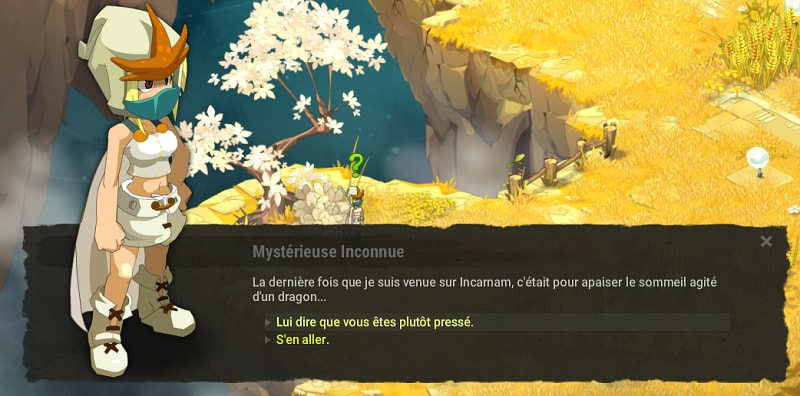 ?
Mystérieuse Inconnue
La dernière fois que je suis venue sur Incarnam, c'était pour apaiser le sommeil agité
d'un dragon...
Lui dire que vous êtes plutôt pressé.
S'en aller.